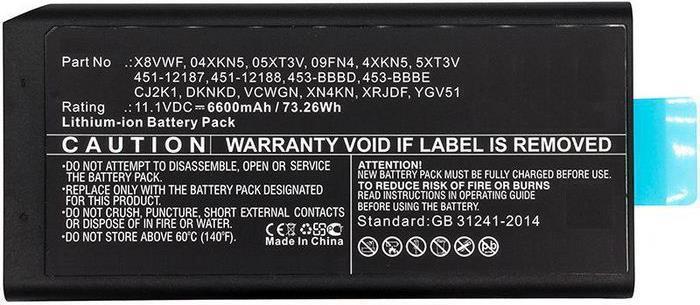 Part No : X8VWF, 04XKN5, 05XT3V, 09FN4, 4XKN5, 5XT3V
451-12187, 451-12188, 453-BBBD, 453-BBBE
CJ2K1, DKNKD, VCWGN, XN4KN, XRJDF, YGV51
Rating : 11.1VDC⎓6600mAh / 73.26Wh
Lithium-ion Battery Pack
CAUTION WARRANTY VOID IF LABEL IS REMOVED
•DO NOT ATTEMPT TO DISASSEMBLE, OPEN OR SERVICE
THE BATTERY PACK.
•REPLACE ONLY WITH THE BATTERY PACK DESIGNATED
FOR THIS PRODUCT.
•DO NOT CRUSH, PUNCTURE, SHORT EXTERNAL CONTACTS
OR DISPOSE OF IN FIRE OR WATER.
•DO NOT STORE ABOVE 60°C (140°F).
CE
Made In China
ATTENTION!
NEW BATTERY PACK MUST BE FULLY CHARGED BEFORE USE.
TO REDUCE RISK OF FIRE OR BURNS
READ INSTRUCTIONS IN OPERATING GUIDE
BEFORE USING.
Standard:GB 31241-2014